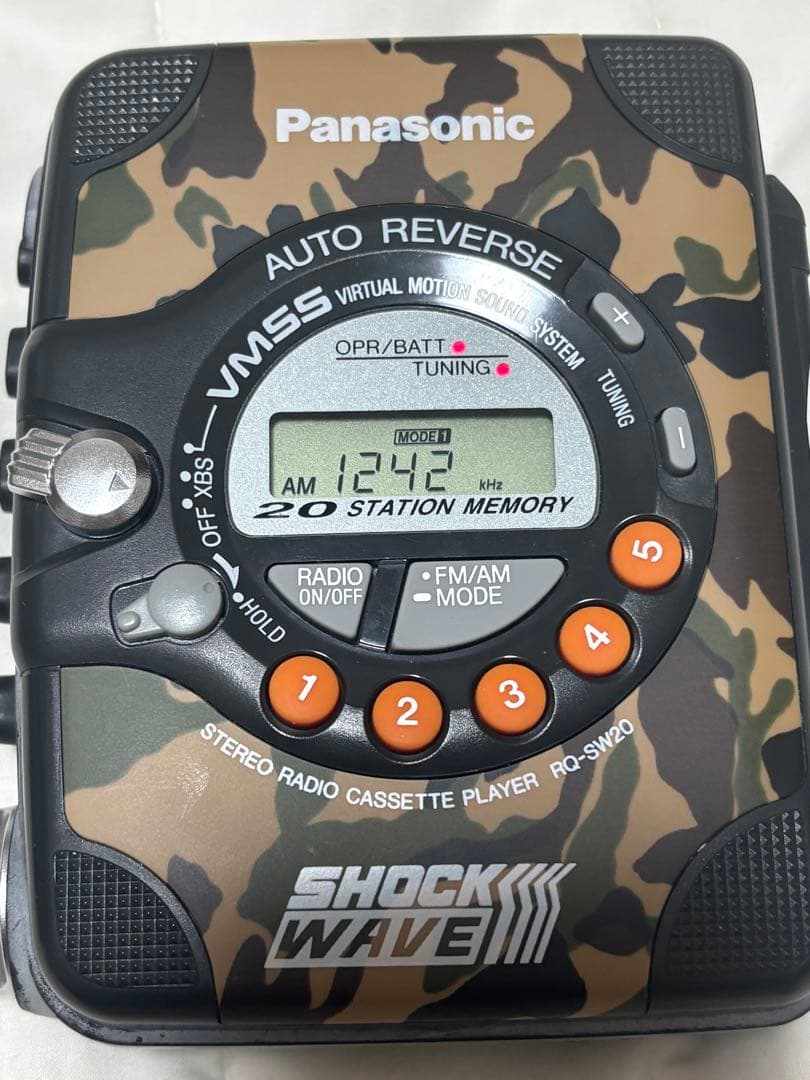 Panasonic
AUTO REVERSE
VMSS VIRTUAL MOTION SOUND SYSTEM
+
TUNING
−
OPR/BATT
TUNING
MODE 1
AM 1242 kHz
20 STATION MEMORY
XBS
OFF
HOLD
RADIO
ON/OFF
FM/AM
MODE
1
2
3
4
5
STEREO RADIO CASSETTE PLAYER RQ-SW20
SHOCK
WAVE